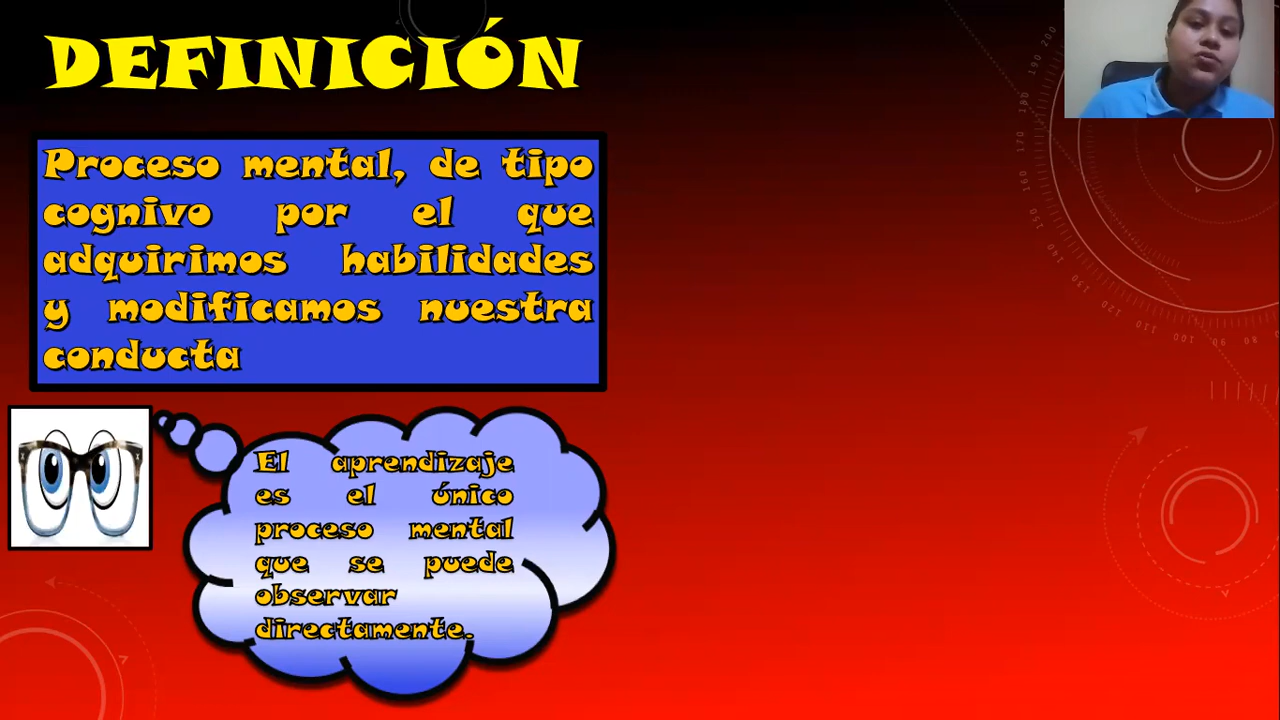 DEFINICIÓN
Proceso mental, de tipo
cognivo por el que
adquirimos habilidades
y modificamos nuestra
conducta
El aprendizaje
es el único
proceso mental
que se puede
observar
directamente.